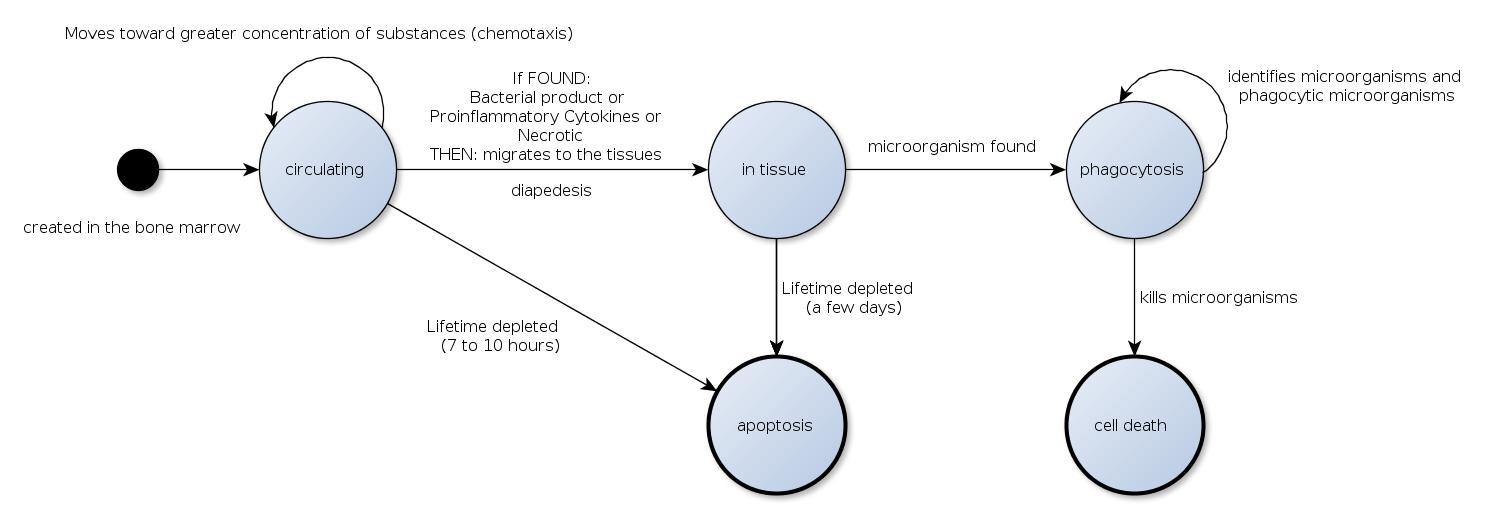 Moves toward greater concentration of substances (chemotaxis)
If FOUND:
Bacterial product or
Proinflammatory Cytokines or
Necrotic
THEN: migrates to the tissues
diapedesis
identifies microorganisms and
phagocytic microorganisms
microorganism found
circulating
in tissue
phagocytosis
created in the bone marrow
Lifetime depleted
(a few days)
kills microorganisms
Lifetime depleted
(7 to 10 hours)
apoptosis
cell death